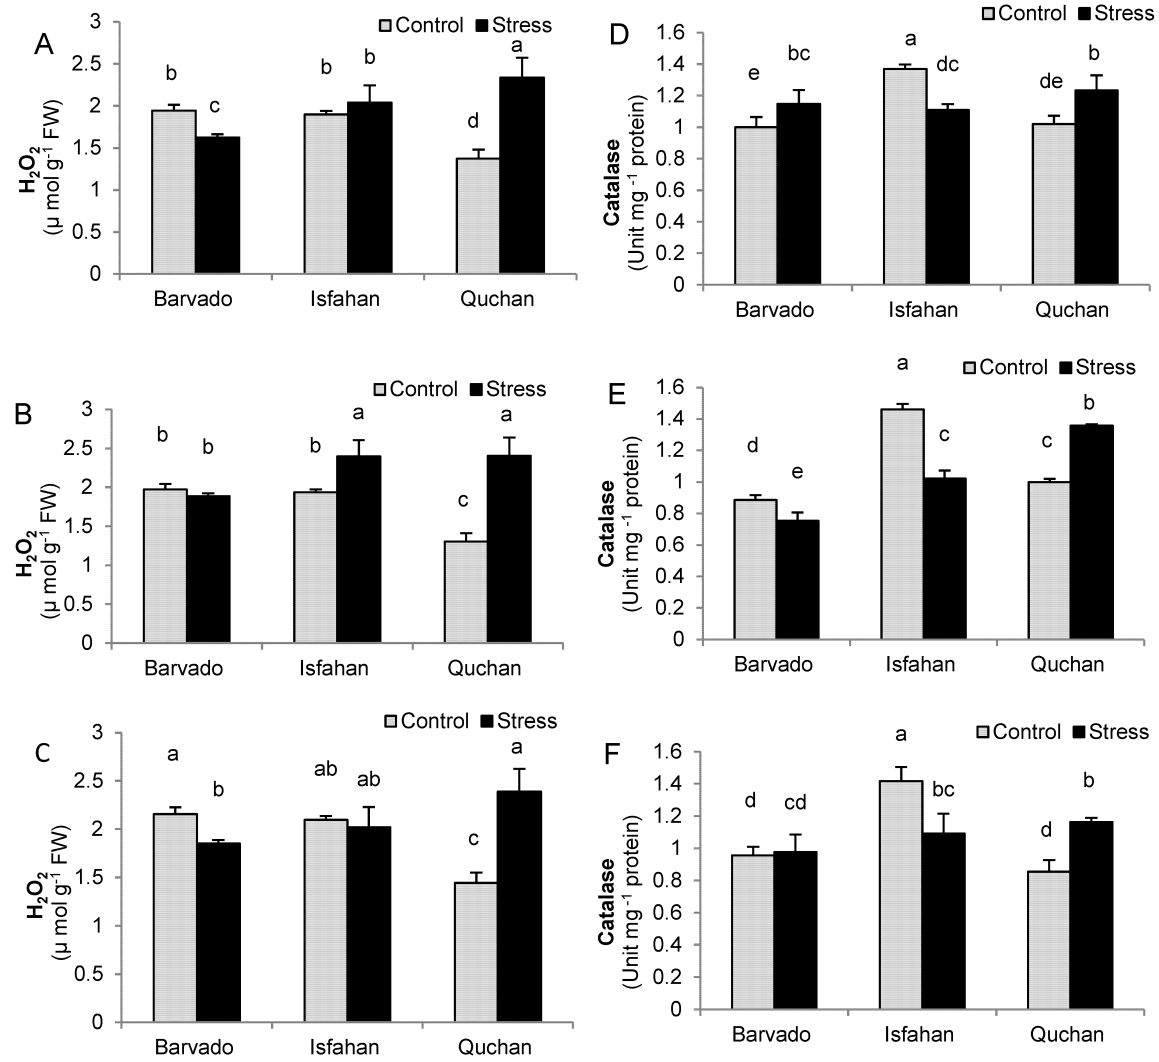 A
Control Stress
3
2.5
2
1.5
1
0.5
0
H₂O₂
(µ mol g⁻¹ FW)
b
c
b
b
d
a
Barvado Isfahan Quchan
D
Control Stress
1.6
1.4
1.2
1
0.8
0.6
0.4
0.2
0
Catalase
(Unit mg ⁻¹ protein)
e
bc
a
dc
de
b
Barvado Isfahan Quchan
B
Control Stress
3
2.5
2
1.5
1
0.5
0
H₂O₂
(µ mol g⁻¹ FW)
b
b
b
a
c
a
Barvado Isfahan Quchan
E
Control Stress
1.6
1.4
1.2
1
0.8
0.6
0.4
0.2
0
Catalase
(Unit mg ⁻¹ protein)
d
e
a
c
c
b
Barvado Isfahan Quchan
C
Control Stress
3
2.5
2
1.5
1
0.5
0
H₂O₂
(µ mol g⁻¹ FW)
a
b
ab
ab
c
a
Barvado Isfahan Quchan
F
Control Stress
1.6
1.4
1.2
1
0.8
0.6
0.4
0.2
0
Catalase
(Unit mg ⁻¹ protein)
d
cd
a
bc
d
b
Barvado Isfahan Quchan